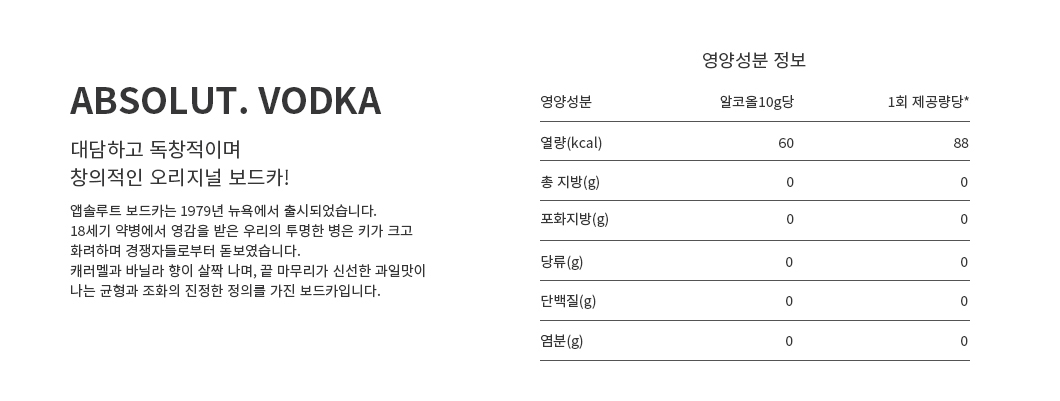 ABSOLUT. VODKA
대담하고 독창적이며
창의적인 오리지널 보드카!
앱솔루트 보드카는 1979년 뉴욕에서 출시되었습니다.
18세기 약병에서 영감을 받은 우리의 투명한 병은 키가 크고
화려하며 경쟁자들로부터 돋보였습니다.
캐러멜과 바닐라 향이 살짝 나며, 끝 마무리가 신선한 과일맛이
나는 균형과 조화의 진정한 정의를 가진 보드카입니다.
영양성분 정보
영양성분 알코올10g당 1회 제공량당*
열량(kcal) 60 88
총 지방(g) 0 0
포화지방(g) 0 0
당류(g) 0 0
단백질(g) 0 0
염분(g) 0 0